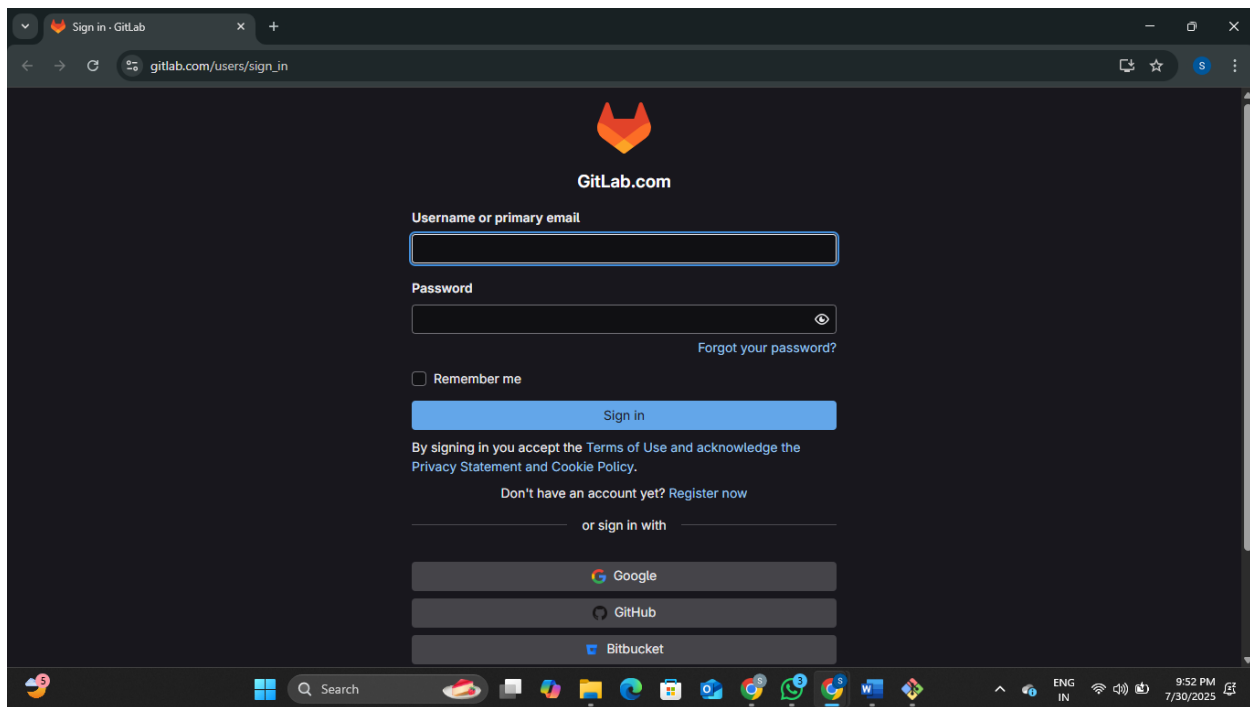 Sign in · GitLab
gitlab.com/users/sign_in
S
GitLab.com
Username or primary email
Password
Forgot your password?
Remember me
Sign in
By signing in you accept the Terms of Use and acknowledge the
Privacy Statement and Cookie Policy.
Don't have an account yet? Register now
or sign in with
Google
GitHub
Bitbucket
5
Search
S
3
S
W
ENG
IN
9:52 PM
7/30/2025